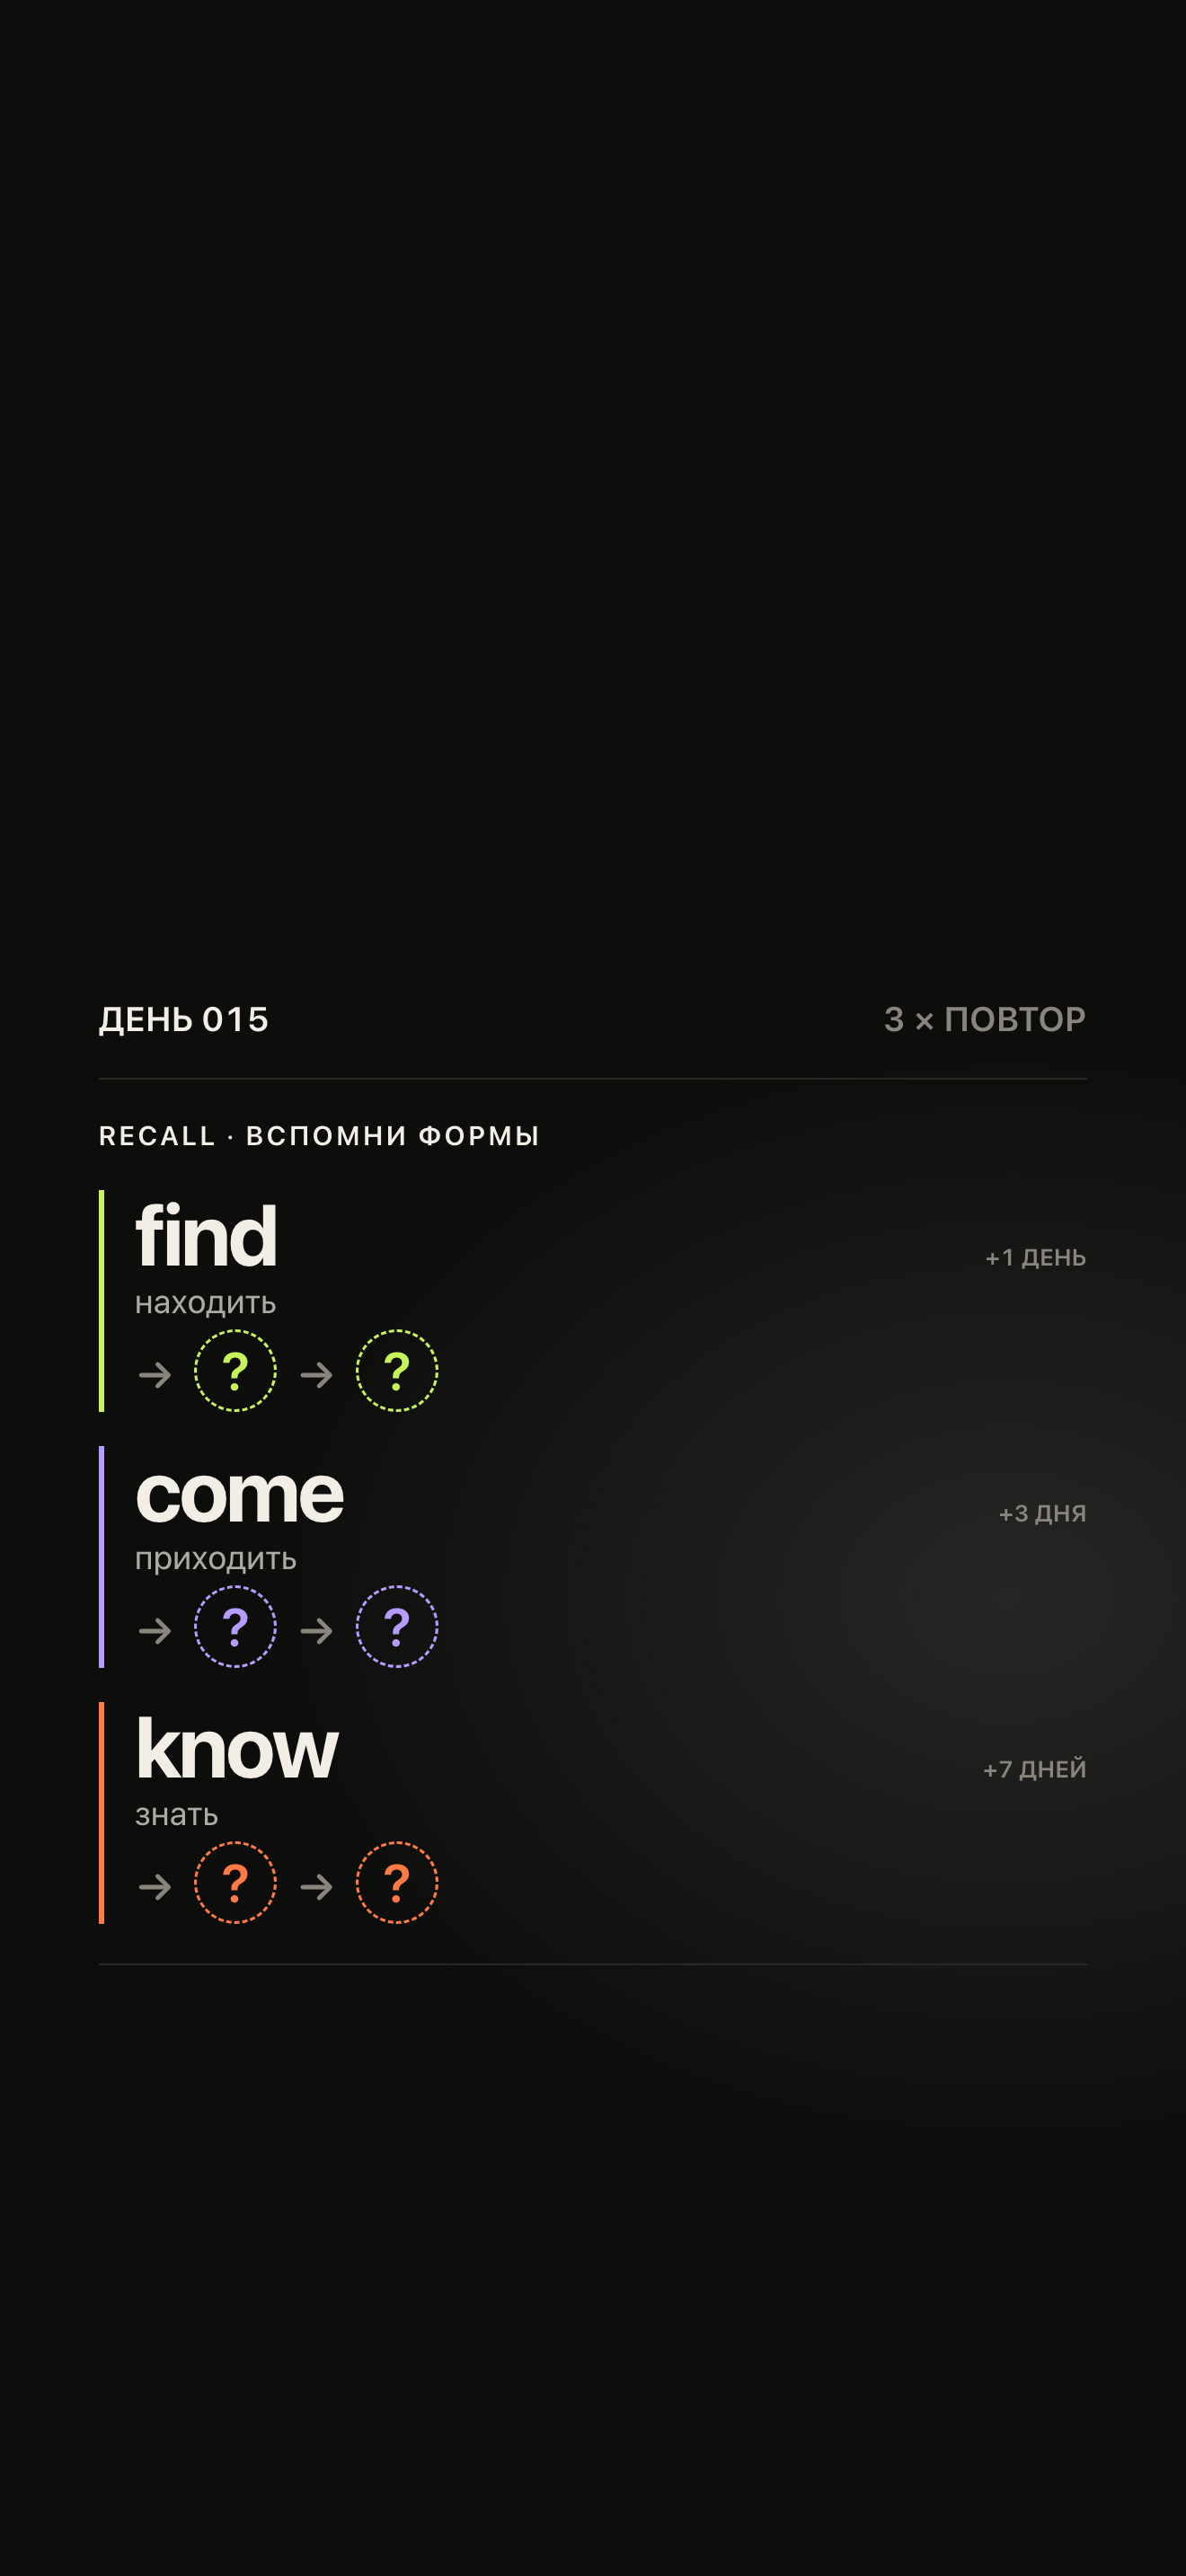 ДЕНЬ 015
3 × ПОВТОР
RECALL · ВСПОМНИ ФОРМЫ
find
+1 ДЕНЬ
находить
→ ? → ?
come
+3 ДНЯ
приходить
→ ? → ?
know
+7 ДНЕЙ
знать
→ ? → ?